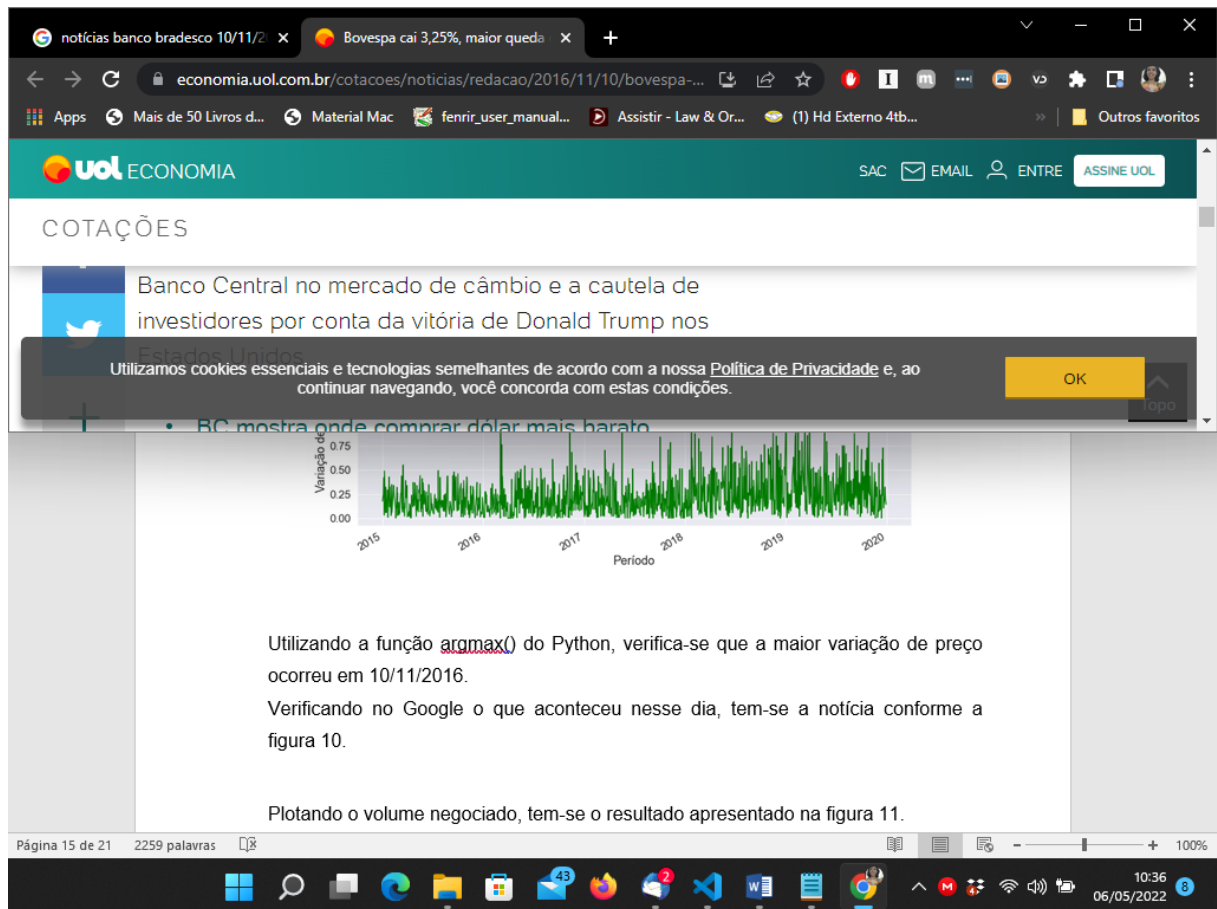 notícias banco bradesco 10/11/2
Bovespa cai 3,25%, maior queda
economia.uol.com.br/cotacoes/noticias/redacao/2016/11/10/bovespa-...
Apps
Mais de 50 Livros d...
Material Mac
fenrir_user_manual...
Assistir - Law & Or...
(1) Hd Externo 4tb...
Outros favoritos
uol ECONOMIA
SAC
EMAIL
ENTRE
ASSINE UOL
COTAÇÕES
Banco Central no mercado de câmbio e a cautela de
investidores por conta da vitória de Donald Trump nos
Estados Unidos
Utilizamos cookies essenciais e tecnologias semelhantes de acordo com a nossa Política de Privacidade e, ao
continuar navegando, você concorda com estas condições.
OK
Topo
• BC mostra onde comprar dólar mais barato
Variação de
0.75
0.50
0.25
0.00
2015
2016
2017
2018
2019
2020
Período
Utilizando a função argmax() do Python, verifica-se que a maior variação de preço
ocorreu em 10/11/2016.
Verificando no Google o que aconteceu nesse dia, tem-se a notícia conforme a
figura 10.
Plotando o volume negociado, tem-se o resultado apresentado na figura 11.
Página 15 de 21
2259 palavras
100%
43
2
10:36
06/05/2022
8